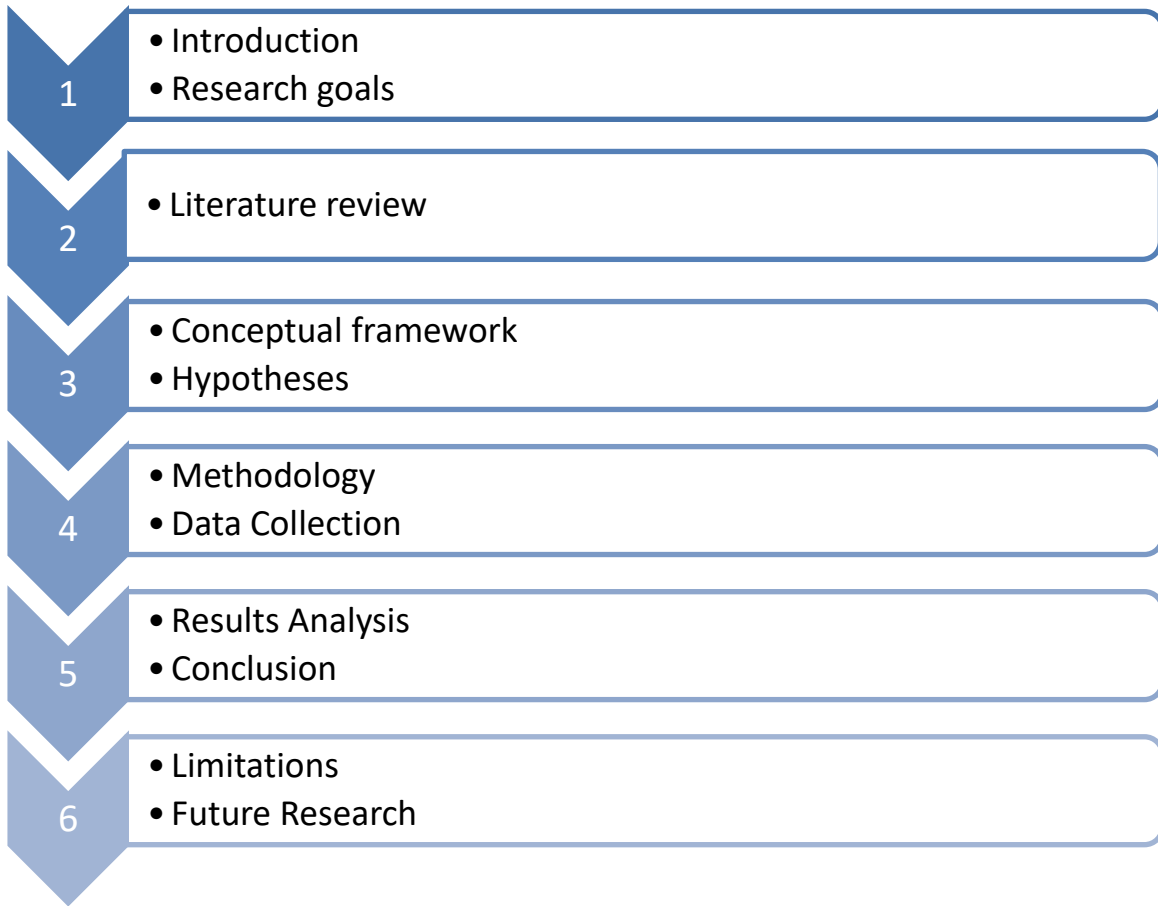 1
• Introduction
• Research goals
2
• Literature review
3
• Conceptual framework
• Hypotheses
4
• Methodology
• Data Collection
5
• Results Analysis
• Conclusion
6
• Limitations
• Future Research